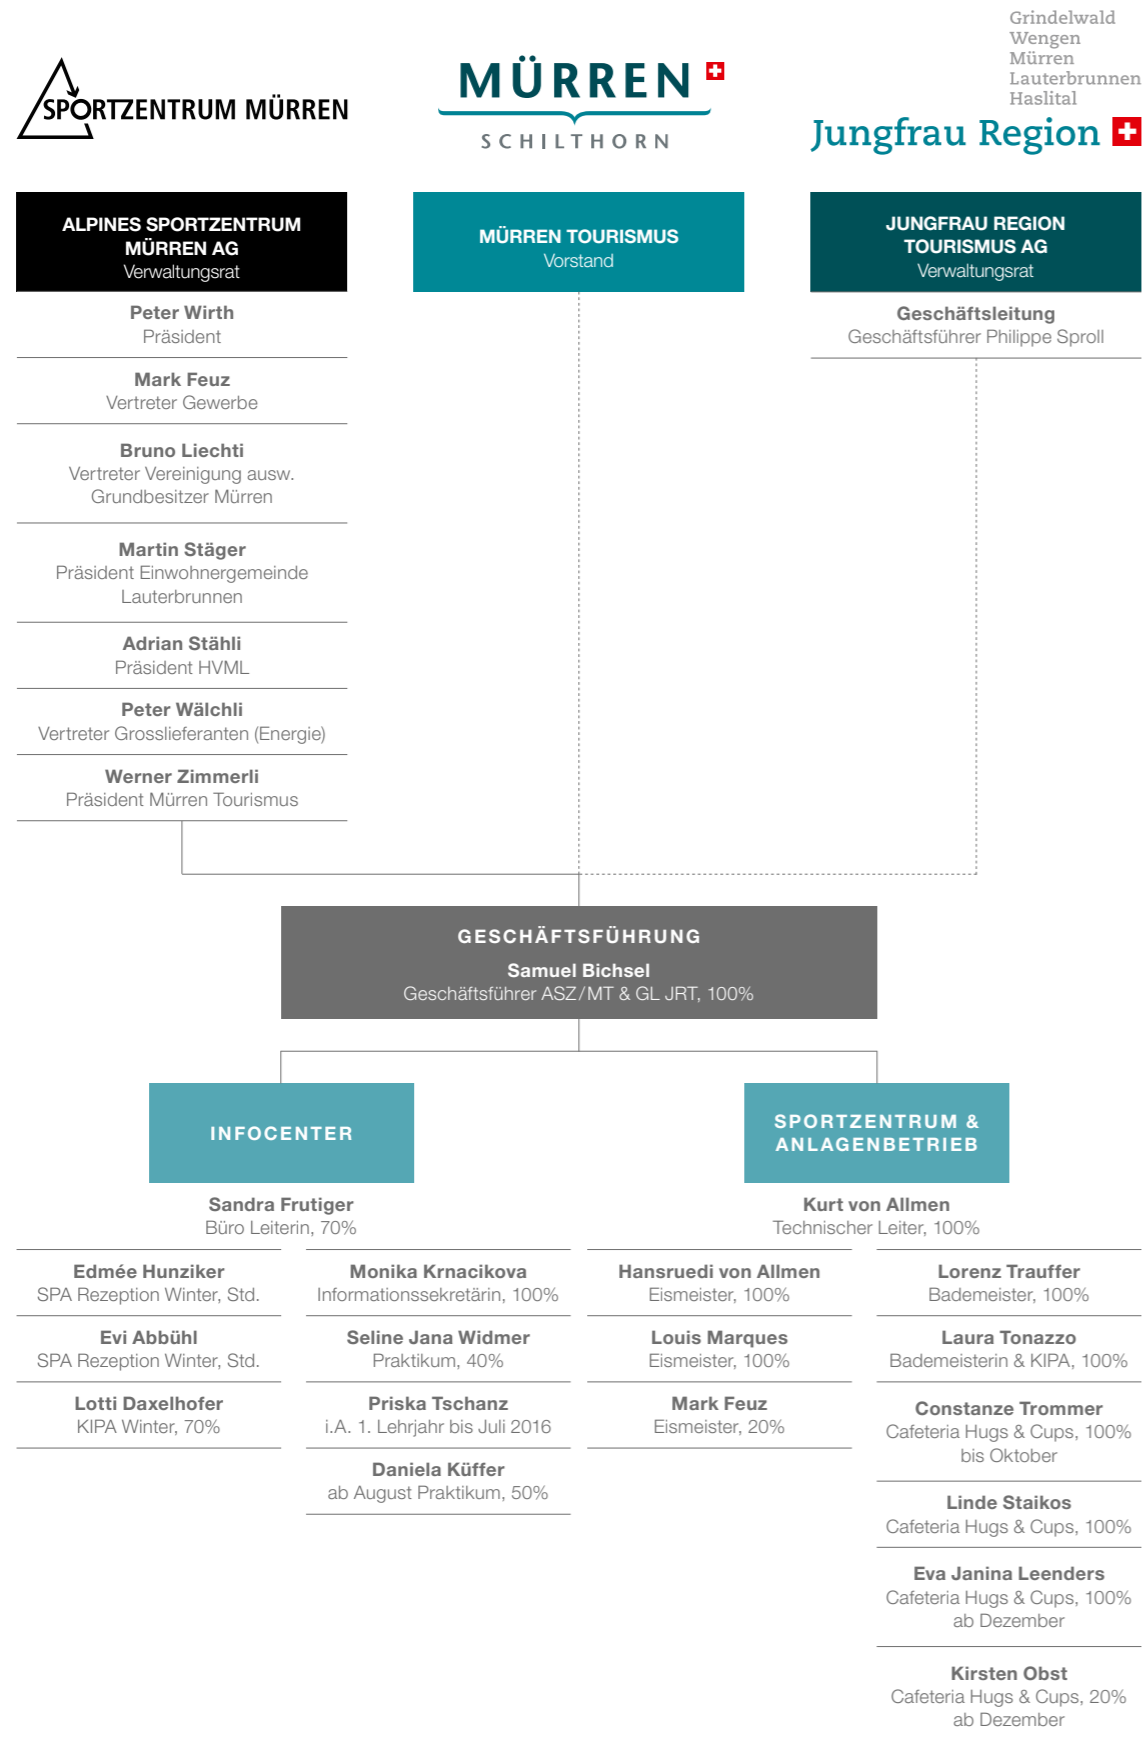 SPORTZENTRUM MÜRREN
MÜRREN
SCHILTHORN
Grindelwald
Wengen
Mürren
Lauterbrunnen
Haslital
Jungfrau Region
ALPINES SPORTZENTRUM
MÜRREN AG
Verwaltungsrat
Peter Wirth
Präsident
Mark Feuz
Vertreter Gewerbe
Bruno Liechti
Vertreter Vereinigung ausw.
Grundbesitzer Mürren
Martin Stäger
Präsident Einwohnergemeinde
Lauterbrunnen
Adrian Stähli
Präsident HVML
Peter Wälchli
Vertreter Grosslieferanten (Energie)
Werner Zimmerli
Präsident Mürren Tourismus
MÜRREN TOURISMUS
Vorstand
JUNGFRAU REGION
TOURISMUS AG
Verwaltungsrat
Geschäftsleitung
Geschäftsführer Philippe Sproll
GESCHÄFTSFÜHRUNG
Samuel Bichsel
Geschäftsführer ASZ/MT & GL JRT, 100%
INFOCENTER
Sandra Frutiger
Büro Leiterin, 70%
Edmée Hunziker
SPA Rezeption Winter, Std.
Evi Abbühl
SPA Rezeption Winter, Std.
Lotti Daxelhofer
KIPA Winter, 70%
Monika Krnacikova
Informationssekretärin, 100%
Seline Jana Widmer
Praktikum, 40%
Priska Tschanz
i.A. 1. Lehrjahr bis Juli 2016
Daniela Küffer
ab August Praktikum, 50%
SPORTZENTRUM &
ANLAGENBETRIEB
Kurt von Allmen
Technischer Leiter, 100%
Hansruedi von Allmen
Eismeister, 100%
Louis Marques
Eismeister, 100%
Mark Feuz
Eismeister, 20%
Lorenz Trauffer
Bademeister, 100%
Laura Tonazzo
Bademeisterin & KIPA, 100%
Constanze Trommer
Cafeteria Hugs & Cups, 100%
bis Oktober
Linde Staikos
Cafeteria Hugs & Cups, 100%
Eva Janina Leenders
Cafeteria Hugs & Cups, 100%
ab Dezember
Kirsten Obst
Cafeteria Hugs & Cups, 20%
ab Dezember